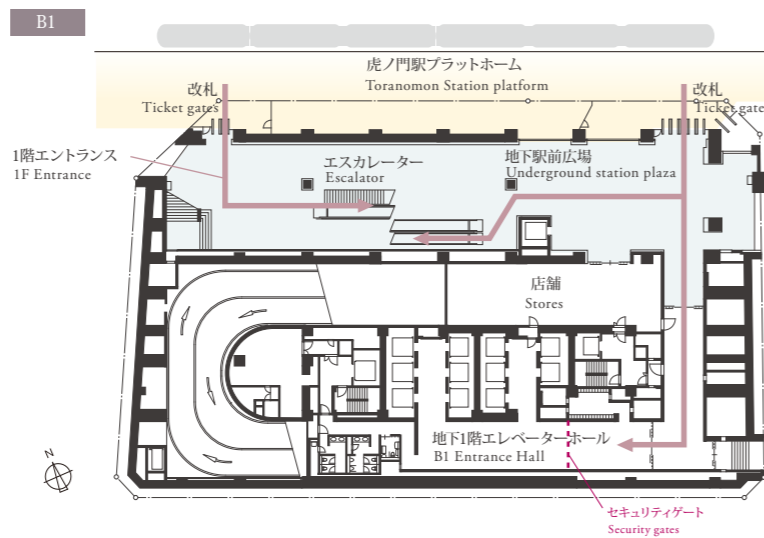 B1
虎ノ門駅プラットホーム
Toranomon Station platform
改札
Ticket gates
改札
Ticket gates
1階エントランス
1F Entrance
エスカレーター
Escalator
地下駅前広場
Underground station plaza
店舗
Stores
地下1階エレベーターホール
B1 Entrance Hall
N
セキュリティゲート
Security gates